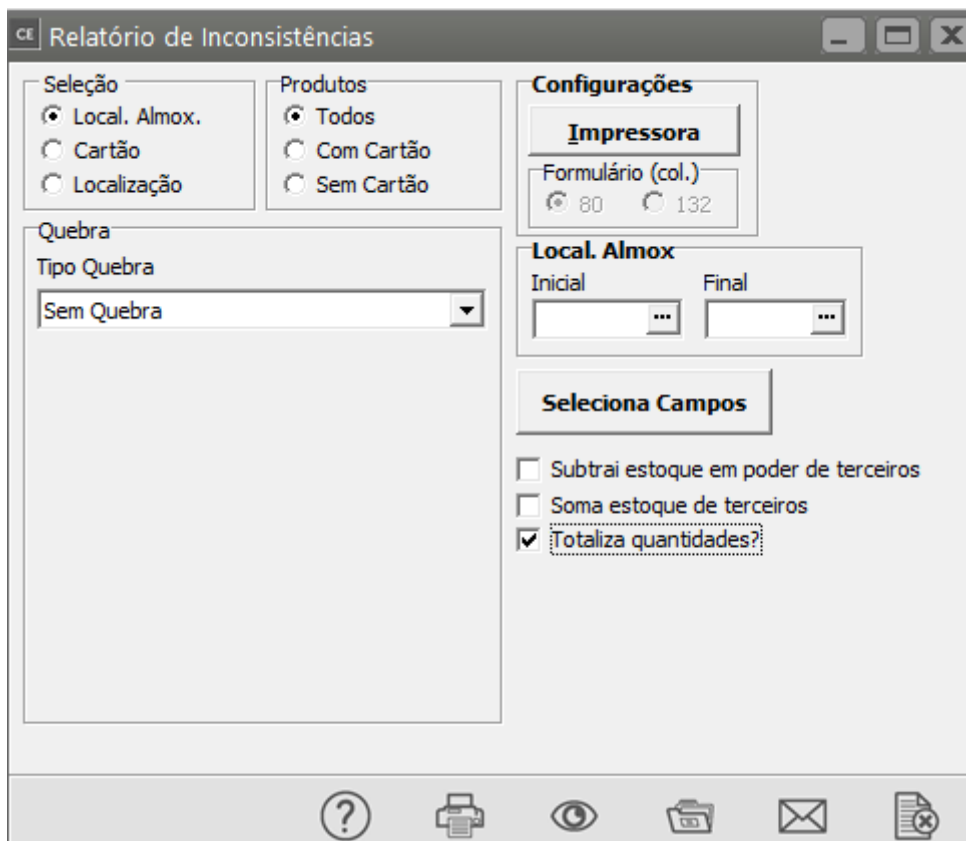 CE Relatório de Inconsistências
Seleção
Local. Almox.
Cartão
Localização
Produtos
Todos
Com Cartão
Sem Cartão
Configurações
Impressora
Formulário (col.)
80 132
Quebra
Tipo Quebra
Sem Quebra
Local. Almox
Inicial Final
... ...
Seleciona Campos
Subtrai estoque em poder de terceiros
Soma estoque de terceiros
Totaliza quantidades?
?